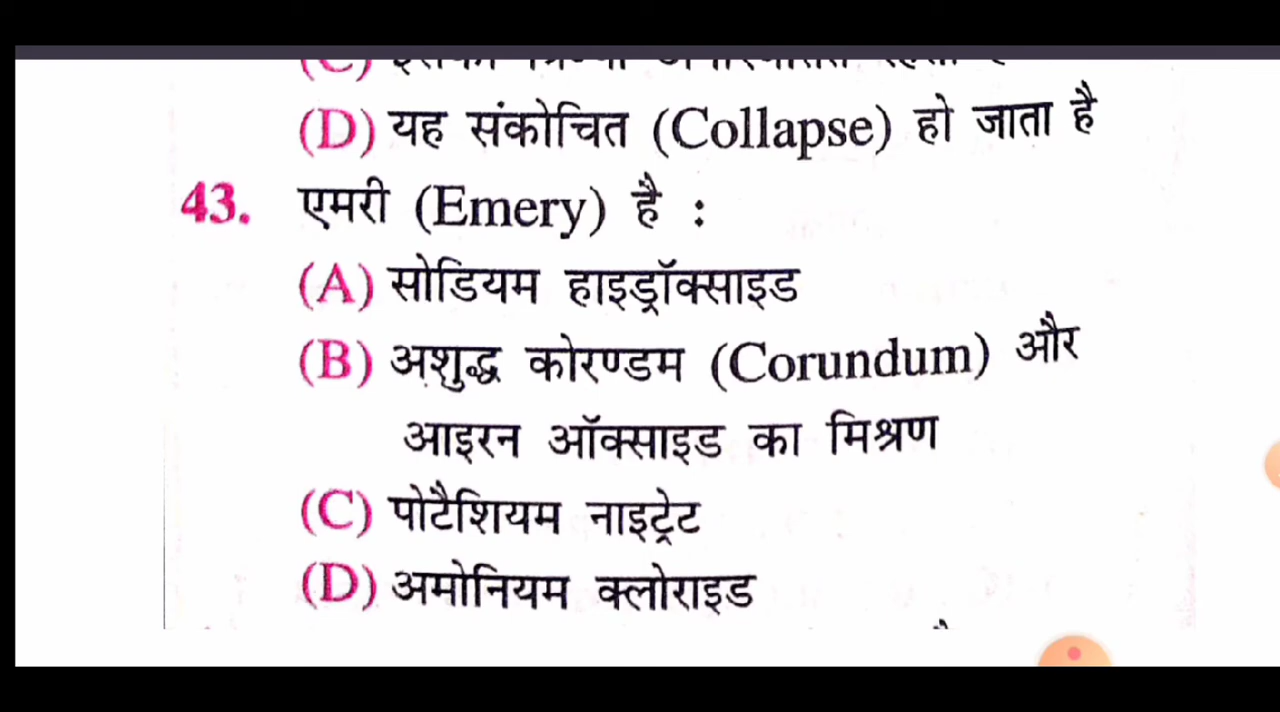 (D) यह संकोचित (Collapse) हो जाता है
43. एमरी (Emery) है :
(A) सोडियम हाइड्रॉक्साइड
(B) अशुद्ध कोरण्डम (Corundum) और
आइरन ऑक्साइड का मिश्रण
(C) पोटैशियम नाइट्रेट
(D) अमोनियम क्लोराइड